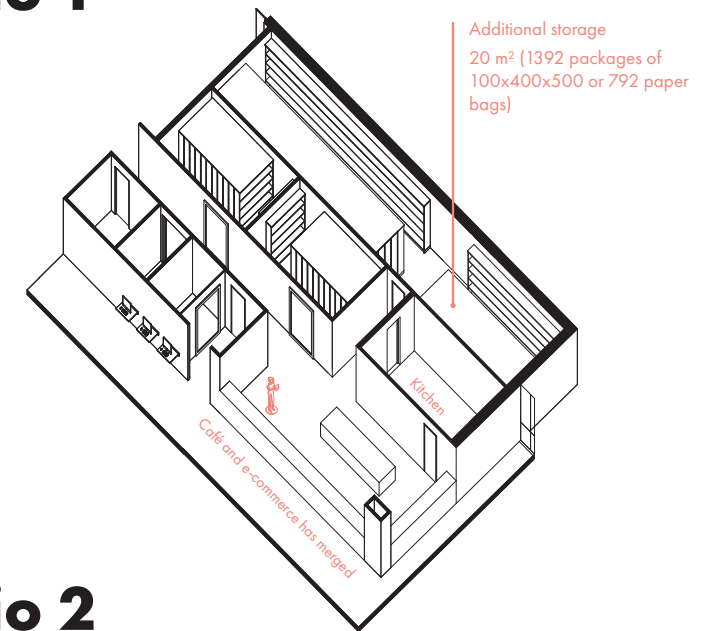 Additional storage
20 m² (1392 packages of
100x400x500 or 792 paper
bags)
Kitchen
Café and e-commerce has merged
io 2